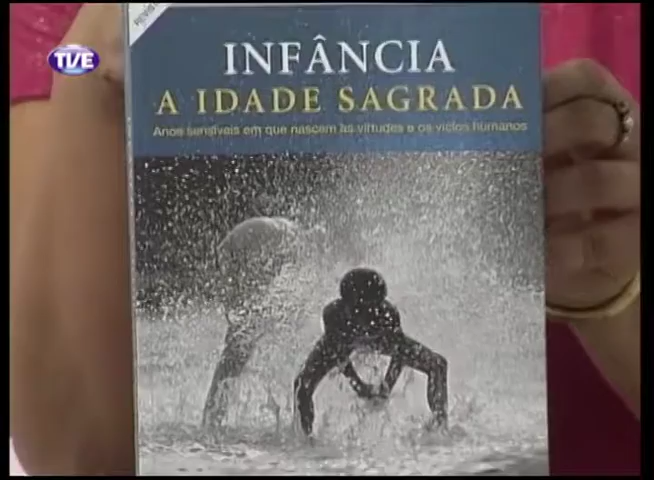 TVE
INFÂNCIA
A IDADE SAGRADA
Anos sensíveis em que nascem as virtudes e os vícios humanos